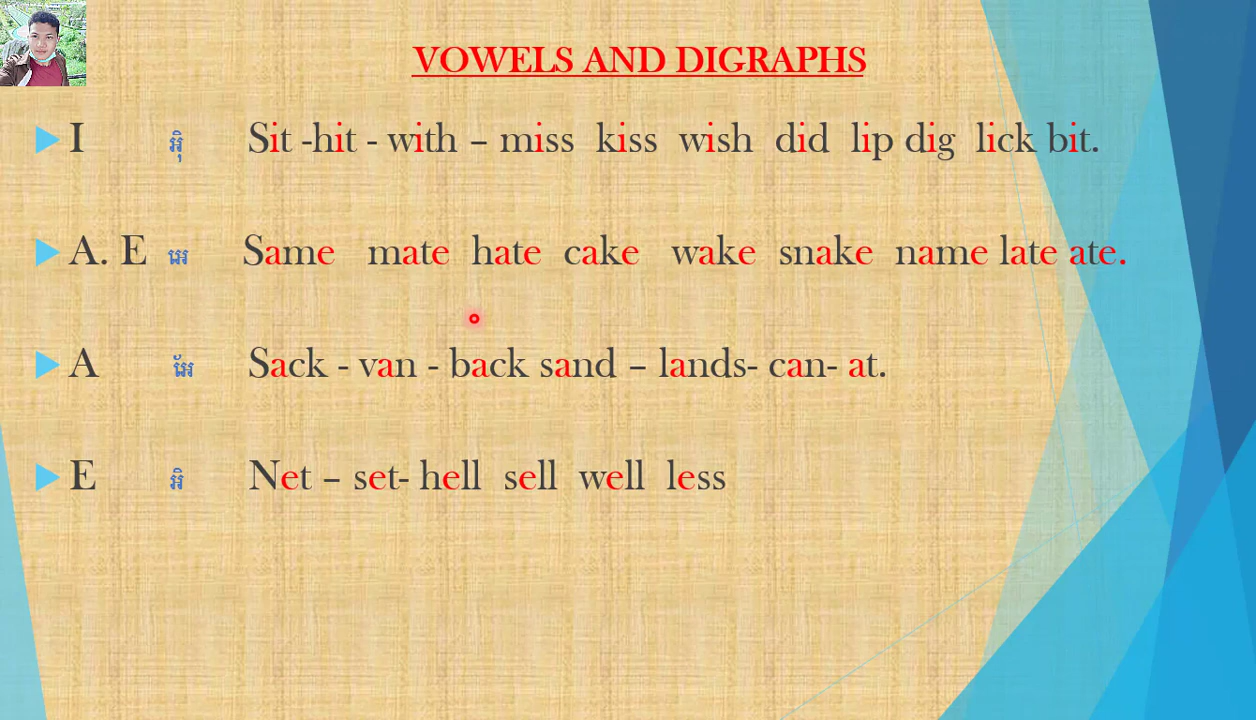 VOWELS AND DIGRAPHS
I អ៊ិ Sit -hit - with – miss kiss wish did lip dig lick bit.
A. E អេ Same mate hate cake wake snake name late ate.
A អែ Sack - van - back sand – lands- can- at.
E អិ Net – set- hell sell well less